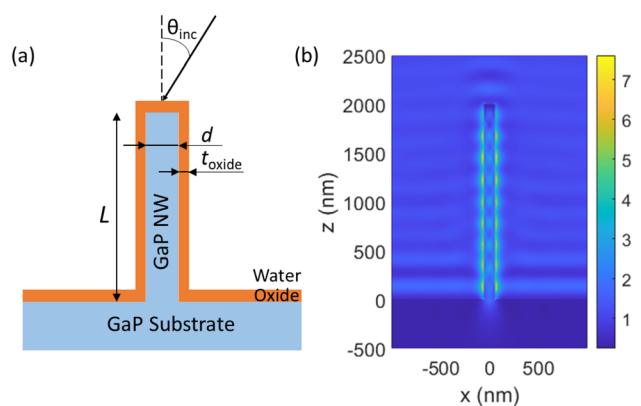 (a)
θinc
d
toxide
L
GaP NW
Water
Oxide
GaP Substrate
(b)
2500
2000
1500
1000
500
0
-500
z (nm)
-500 0 500
x (nm)
7
6
5
4
3
2
1